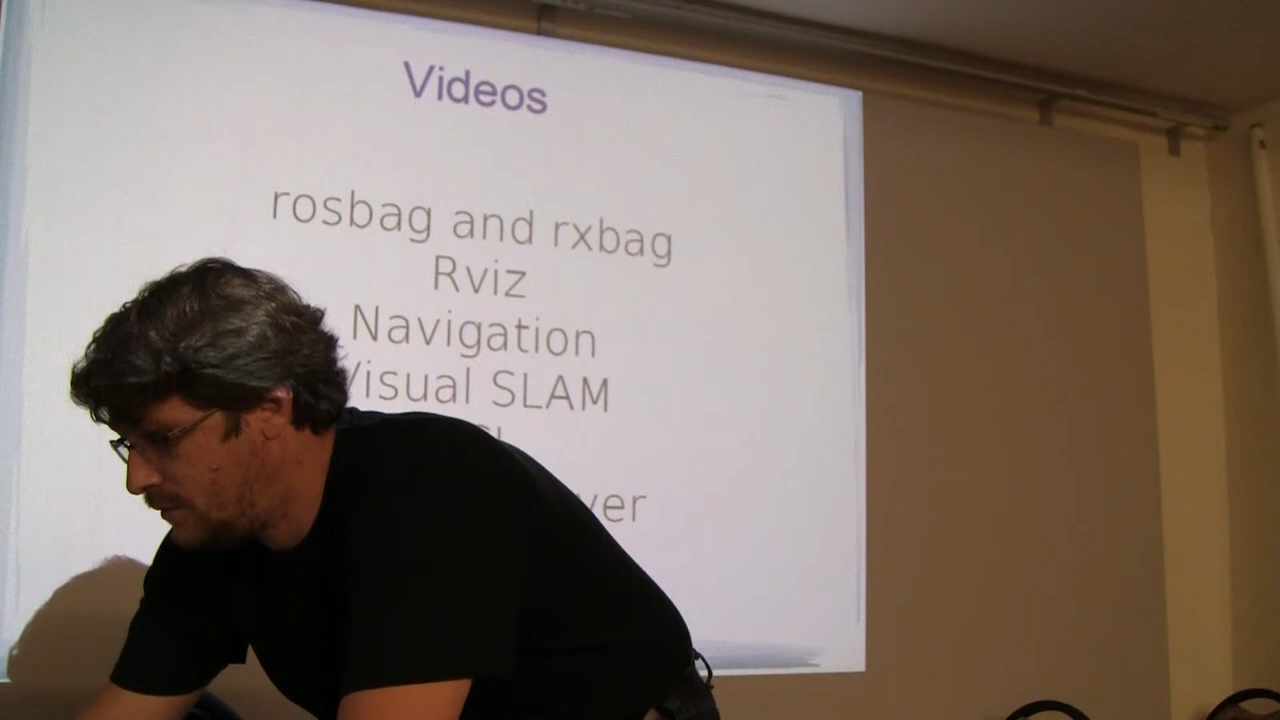 Videos
rosbag and rxbag
Rviz
Navigation
Visual SLAM